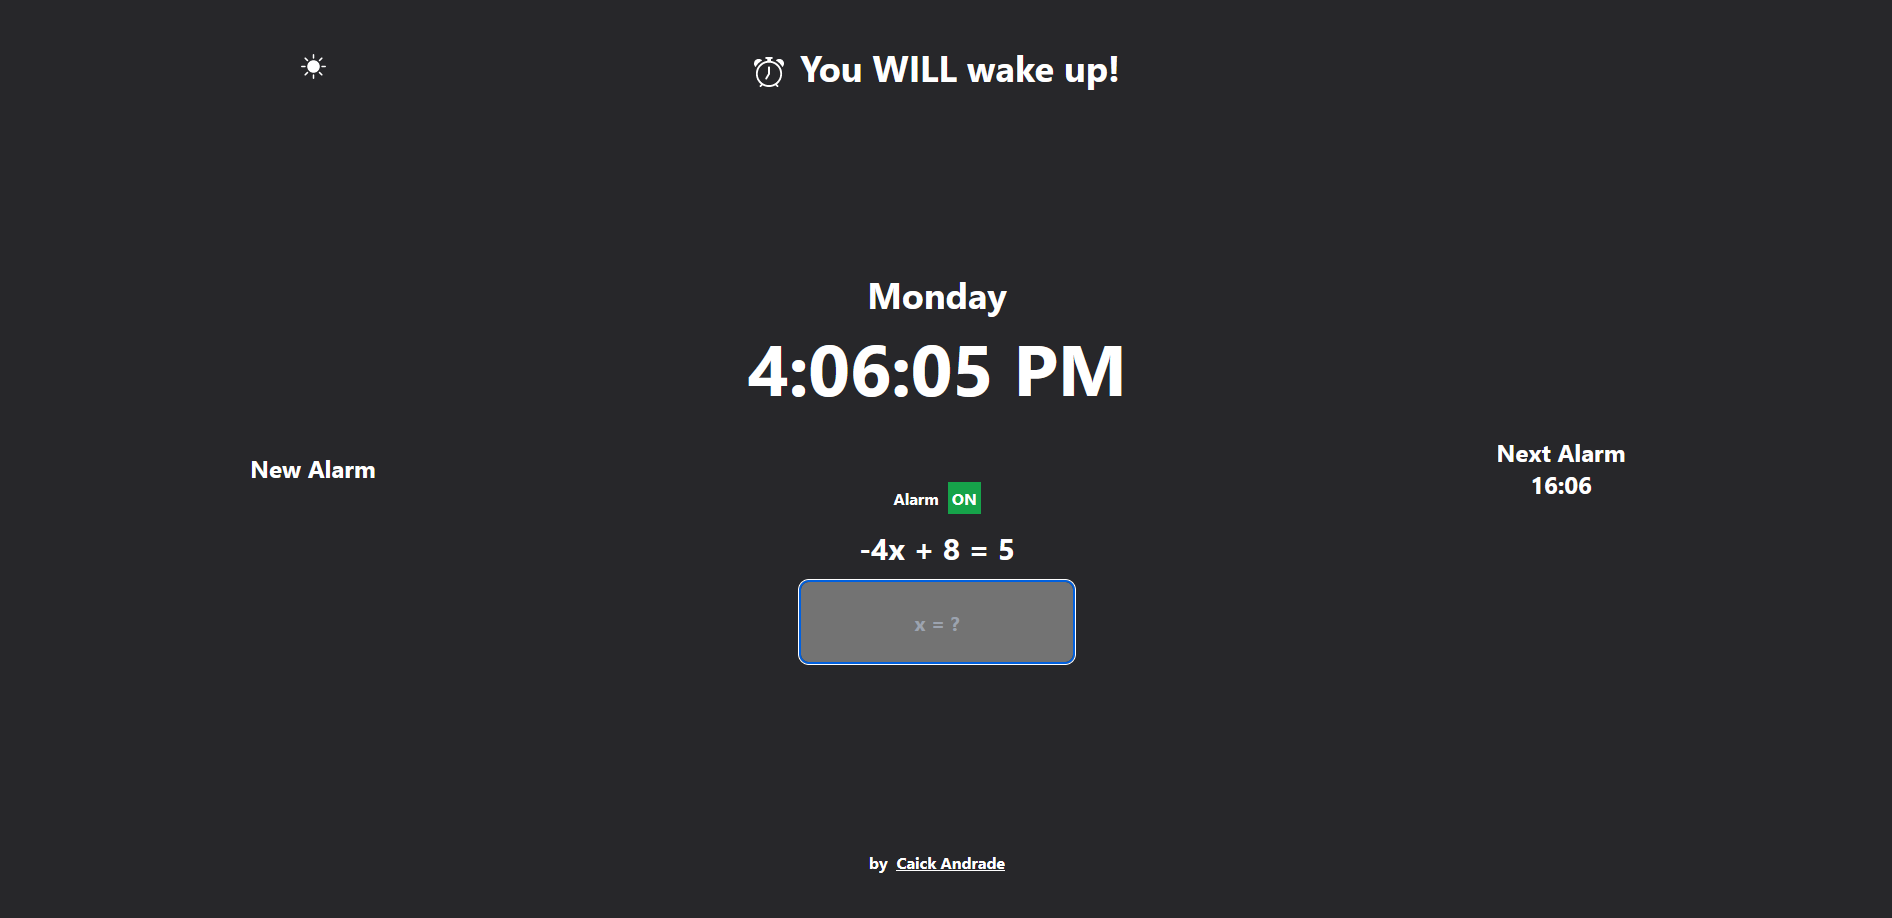 You WILL wake up!
Monday
4:06:05 PM
New Alarm
Next Alarm
16:06
Alarm ON
-4x + 8 = 5
x = ?
by Caick Andrade